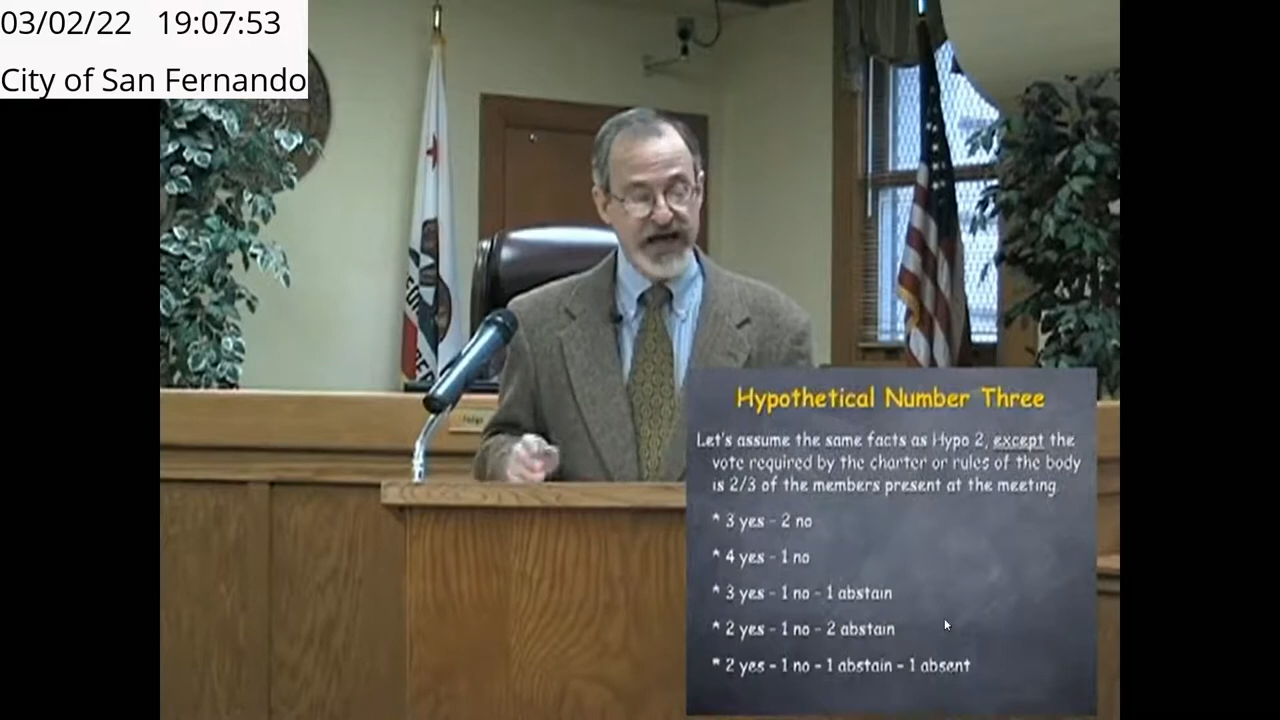 03/02/22 19:07:53
City of San Fernando
Hypothetical Number Three
Let's assume the same facts as Hypo 2, except the
vote required by the charter or rules of the body
is 2/3 of the members present at the meeting
* 3 yes - 2 no
* 4 yes - 1 no
* 3 yes - 1 no - 1 abstain
* 2 yes - 1 no - 2 abstain
* 2 yes - 1 no - 1 abstain - 1 absent